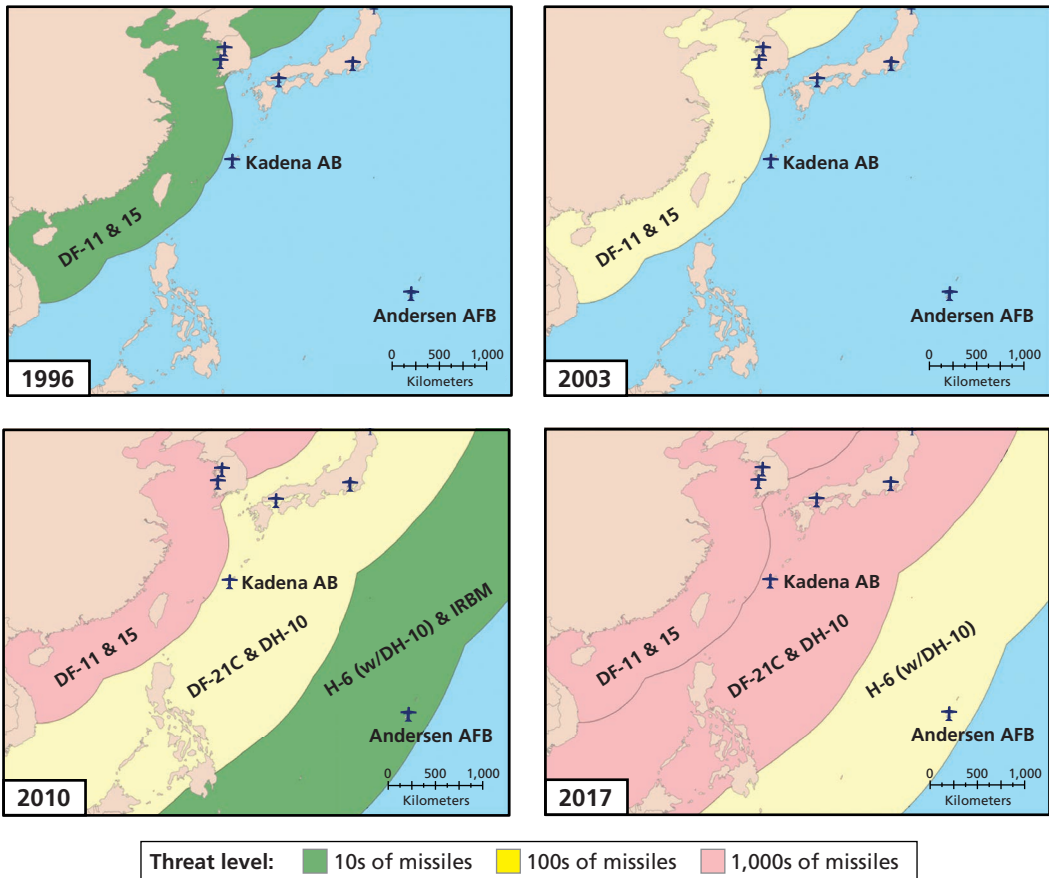 DF-11 & 15
Kadena AB
Andersen AFB
0 500 1,000
Kilometers
1996
DF-11 & 15
Kadena AB
Andersen AFB
0 500 1,000
Kilometers
2003
DF-11 & 15
Kadena AB
DF-21C & DH-10
H-6 (w/DH-10) & IRBM
Andersen AFB
0 500 1,000
Kilometers
2010
DF-11 & 15
Kadena AB
DF-21C & DH-10
H-6 (w/DH-10)
Andersen AFB
0 500 1,000
Kilometers
2017
Threat level: 10s of missiles 100s of missiles 1,000s of missiles